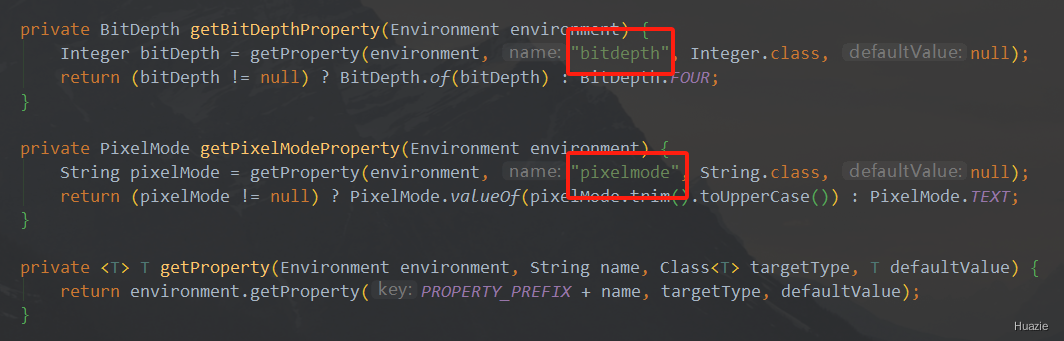 private BitDepth getBitDepthProperty(Environment environment) {
Integer bitDepth = getProperty(environment, name: "bitdepth", Integer.class, defaultValue: null);
return (bitDepth != null) ? BitDepth.of(bitDepth) : BitDepth.FOUR;
}
private PixelMode getPixelModeProperty(Environment environment) {
String pixelMode = getProperty(environment, name: "pixelmode", String.class, defaultValue: null);
return (pixelMode != null) ? PixelMode.valueOf(pixelMode.trim().toUpperCase()) : PixelMode.TEXT;
}
private <T> T getProperty(Environment environment, String name, Class<T> targetType, T defaultValue) {
return environment.getProperty( key: PROPERTY_PREFIX + name, targetType, defaultValue);
}
Huazie